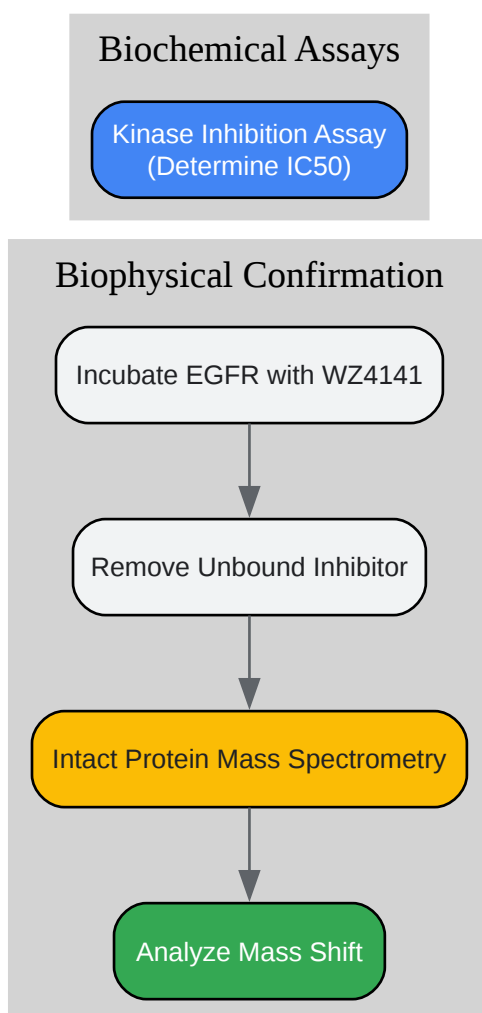 Biochemical Assays
Kinase Inhibition Assay
(Determine IC50)
Biophysical Confirmation
Incubate EGFR with WZ4141
Remove Unbound Inhibitor
Intact Protein Mass Spectrometry
Analyze Mass Shift